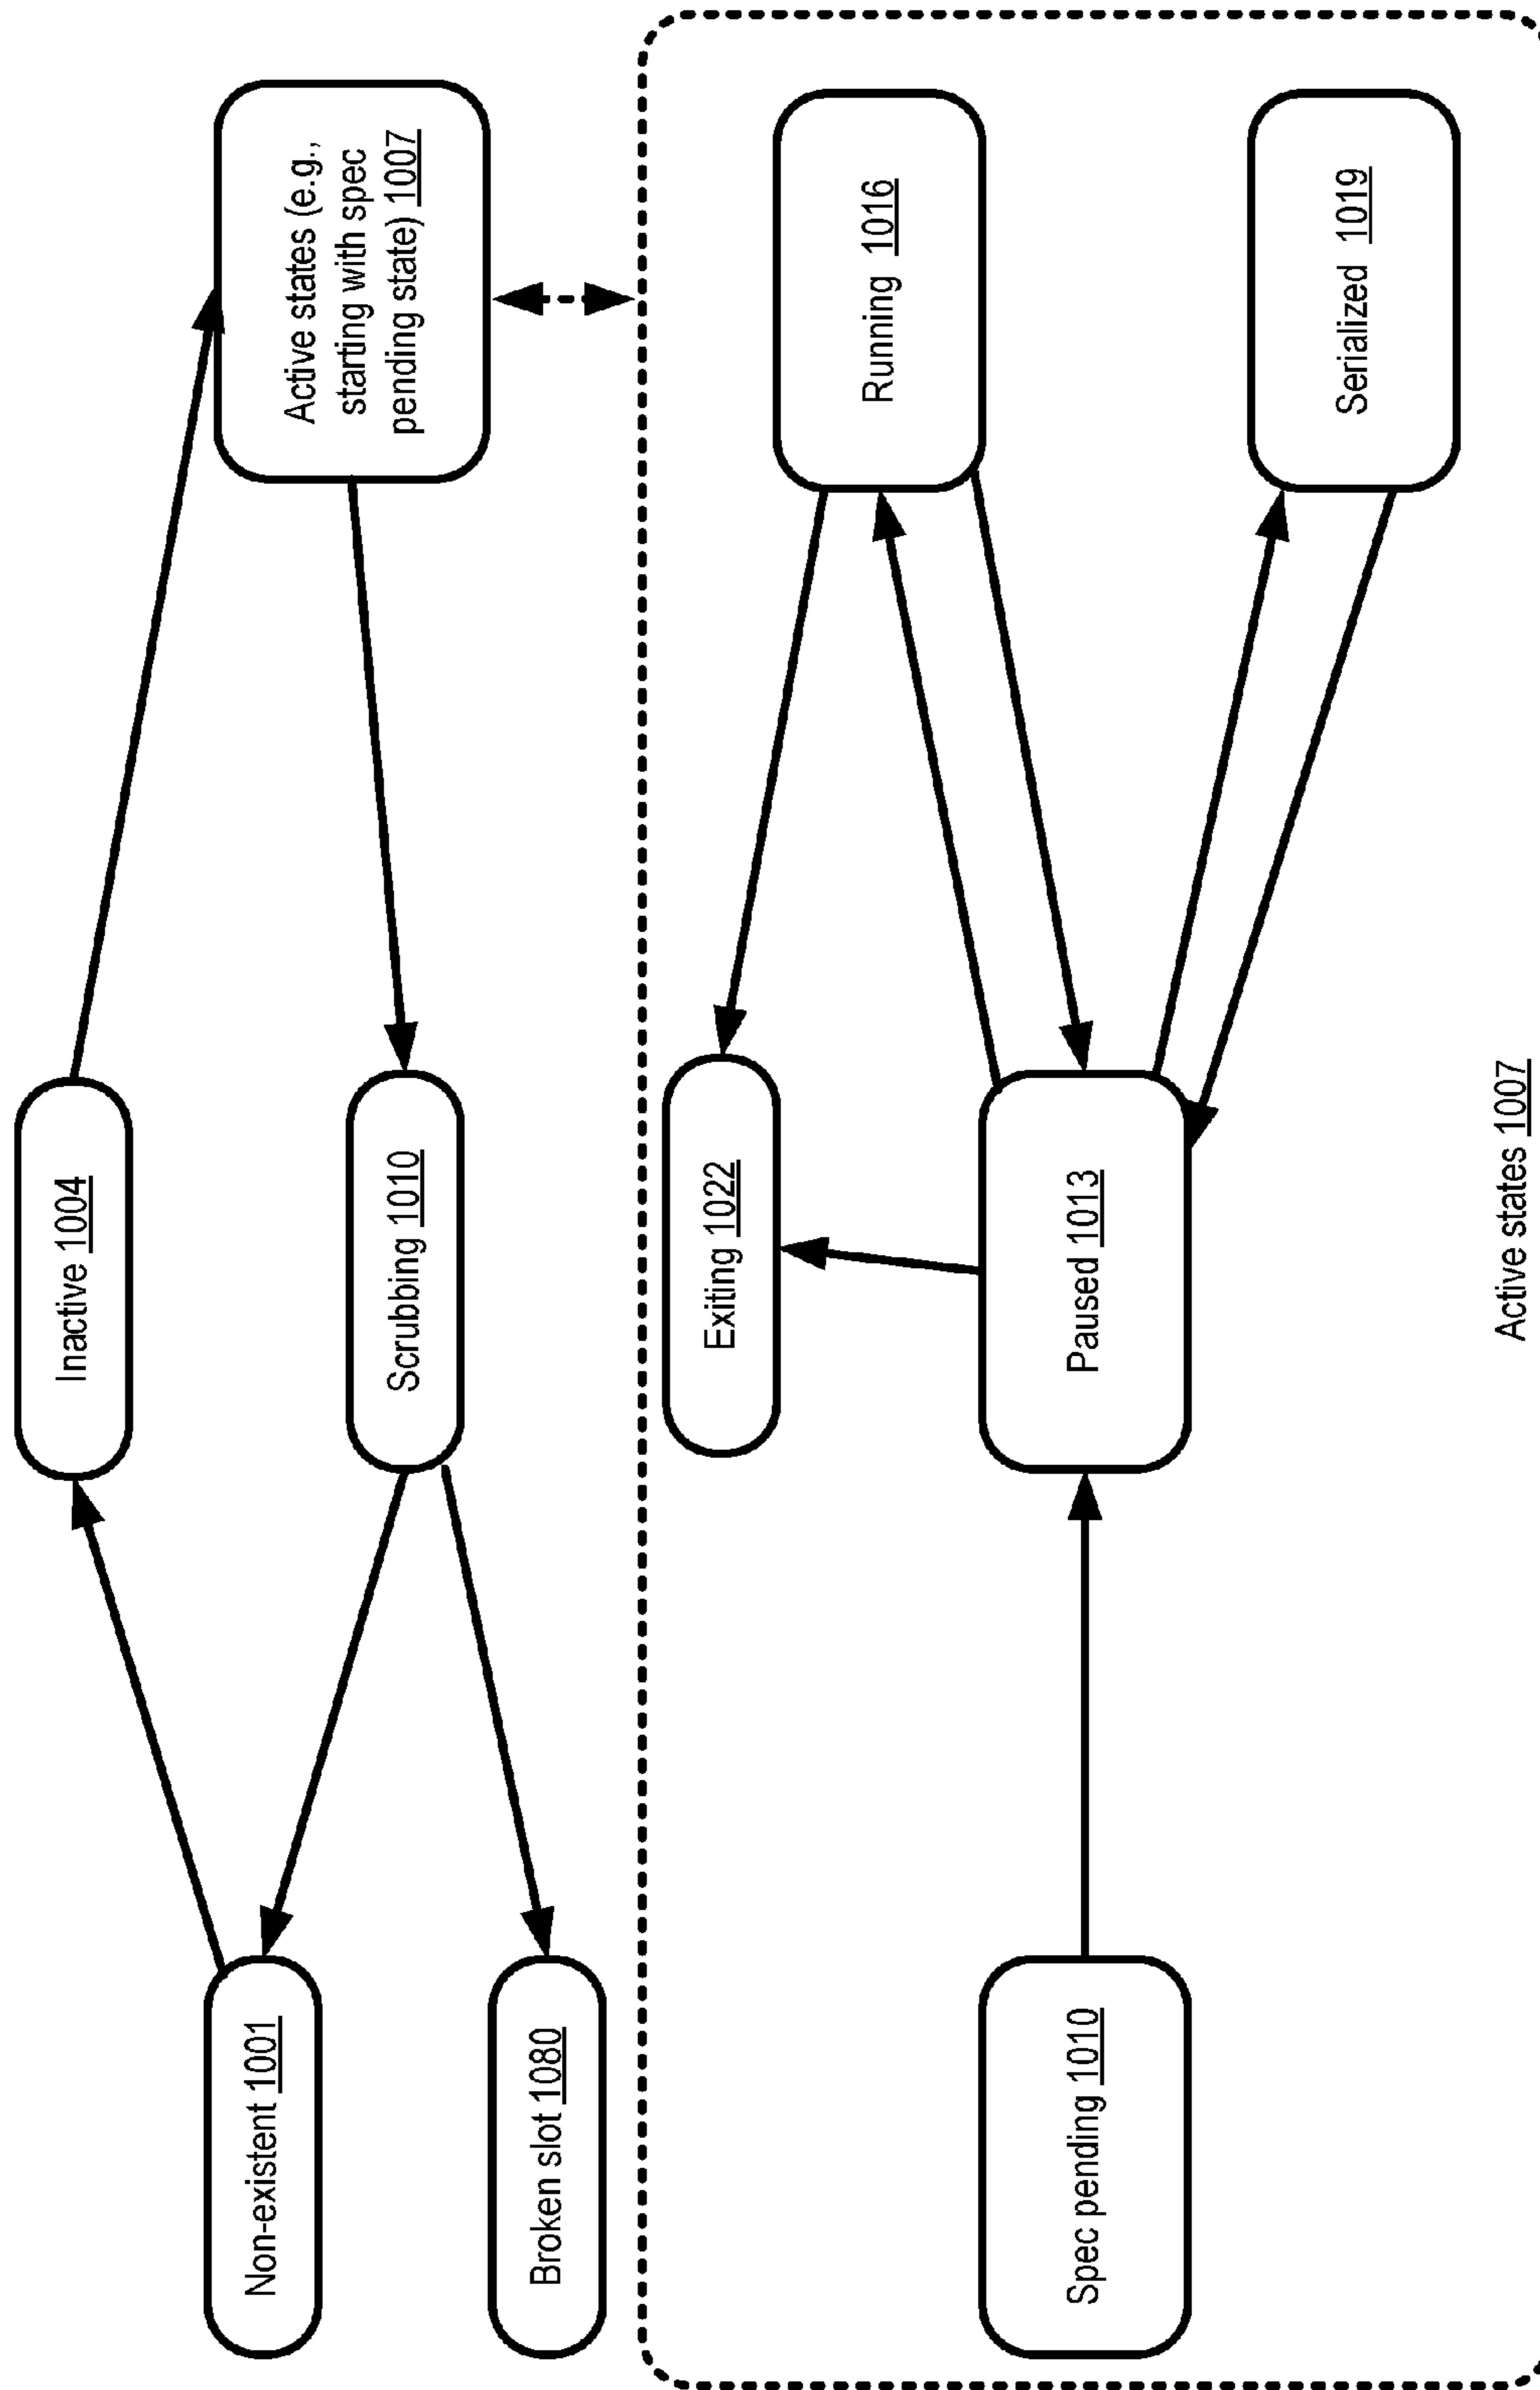 Inactive 1004
Active states (e.g.,
starting with spec
pending state) 1007
Non-existent 1001
Scrubbing 1010
Broken slot 1080
Exiting 1022
Running 1016
Spec pending 1010
Paused 1013
Serialized 1019
Active states 1007